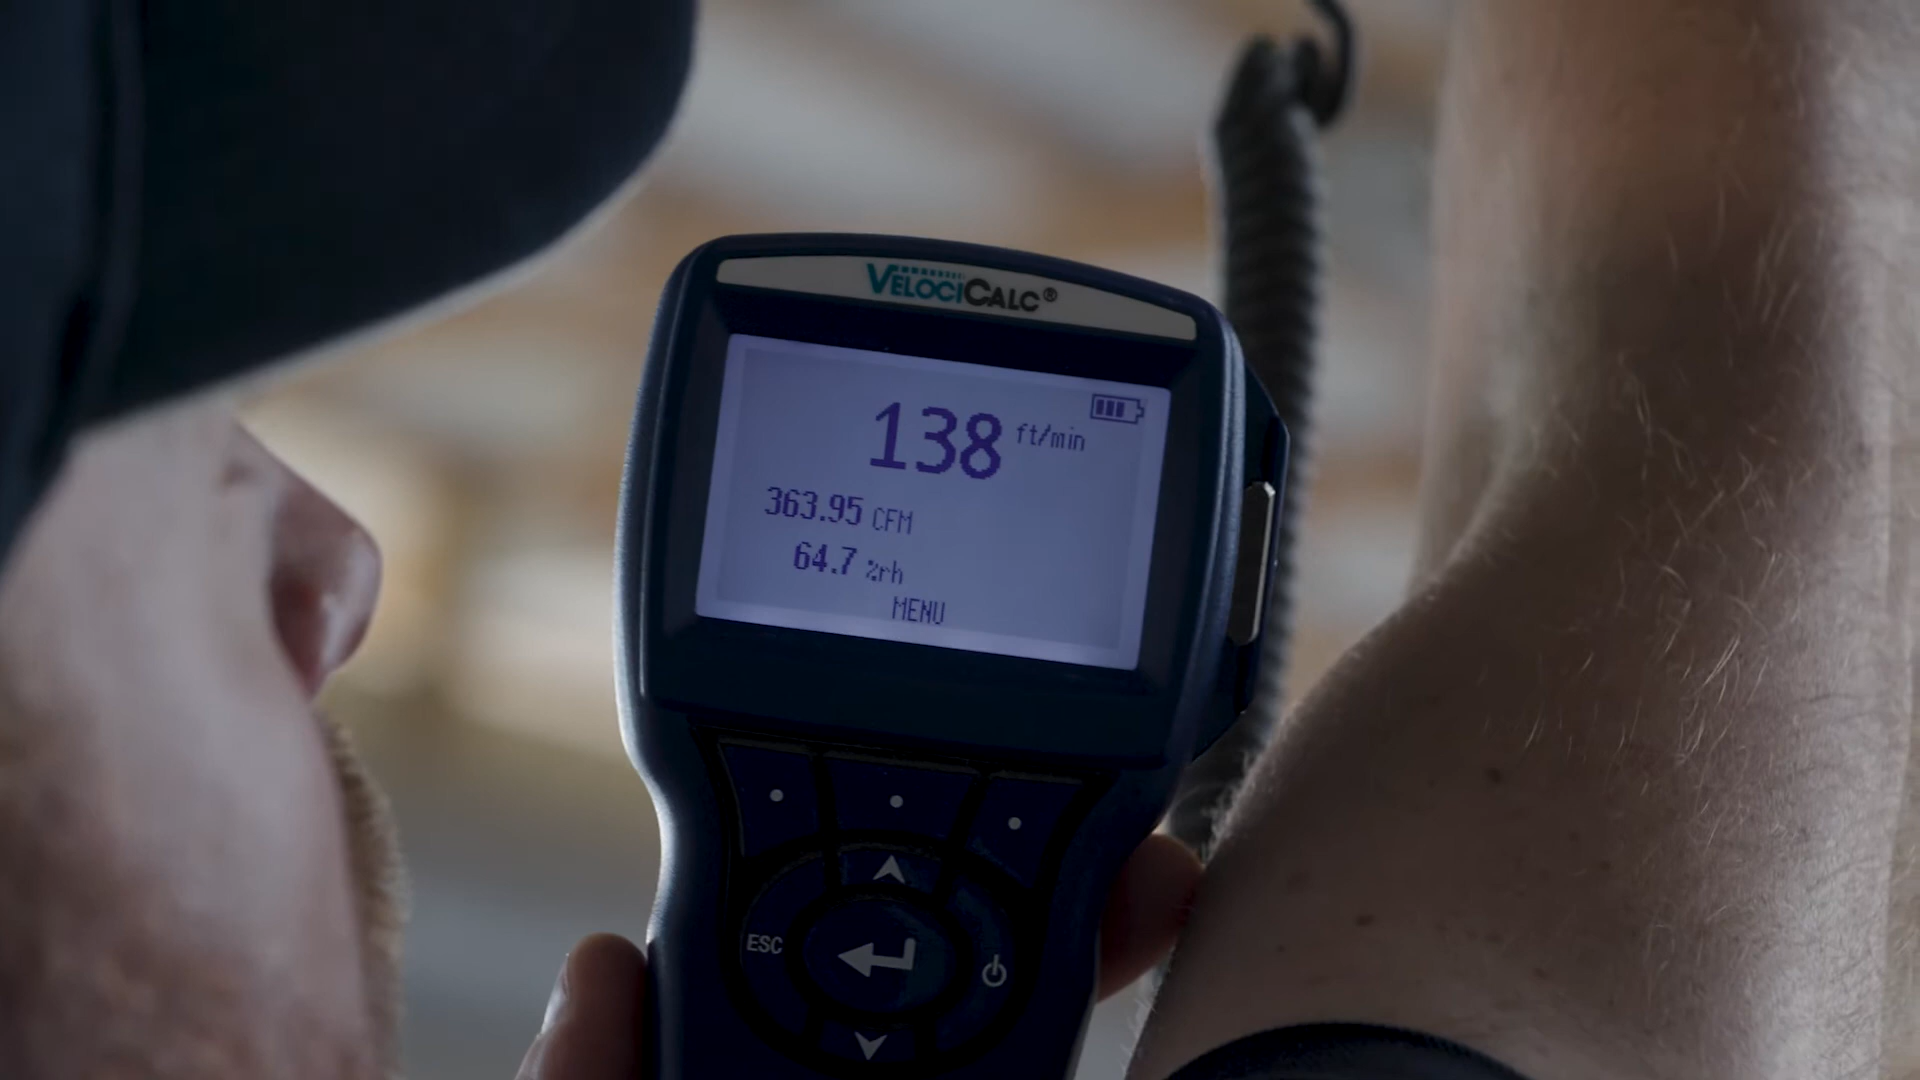 VELOCICALC®
138 ft/min
363.95 CFM
64.7 %rh
MENU
ESC